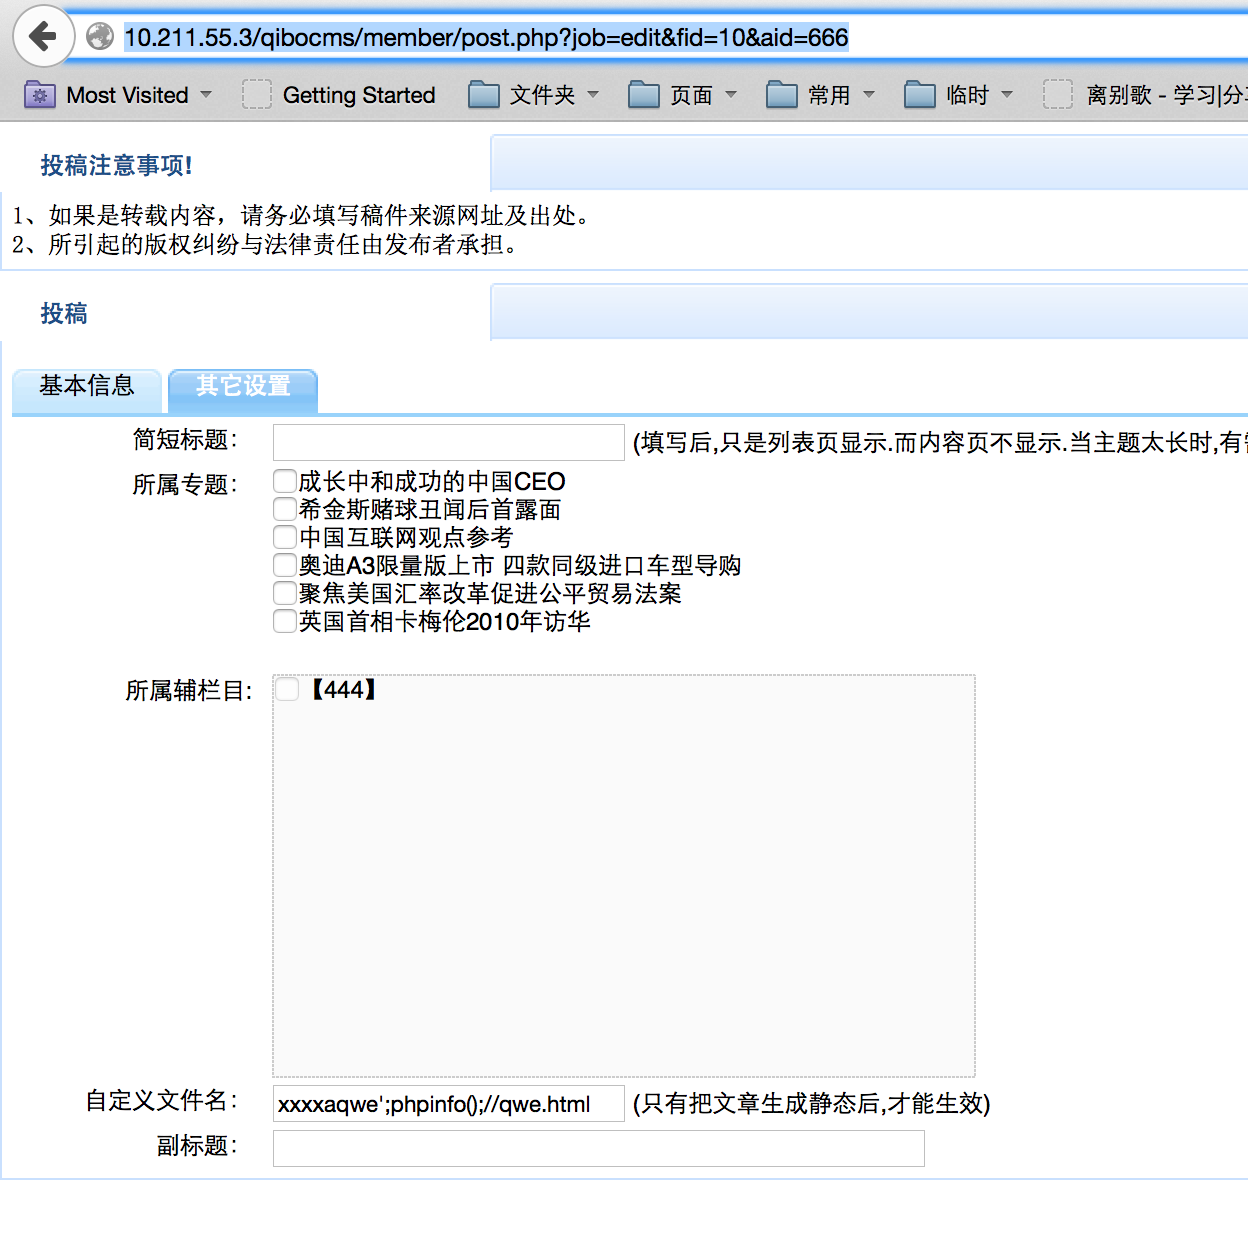 10.211.55.3/qibocms/member/post.php?job=edit&fid=10&aid=666
Most Visited Getting Started 文件夹 页面 常用 临时 离别歌 - 学习|分
投稿注意事项!
1、如果是转载内容，请务必填写稿件来源网址及出处。
2、所引起的版权纠纷与法律责任由发布者承担。
投稿
基本信息 其它设置
简短标题： (填写后,只是列表页显示.而内容页不显示.当主题太长时,有
所属专题： 成长中和成功的中国CEO
希金斯赌球丑闻后首露面
中国互联网观点参考
奥迪A3限量版上市 四款同级进口车型导购
聚焦美国汇率改革促进公平贸易法案
英国首相卡梅伦2010年访华
所属辅栏目: 【444】
自定义文件名： xxxxaqwe';phpinfo();//qwe.html (只有把文章生成静态后,才能生效)
副标题：